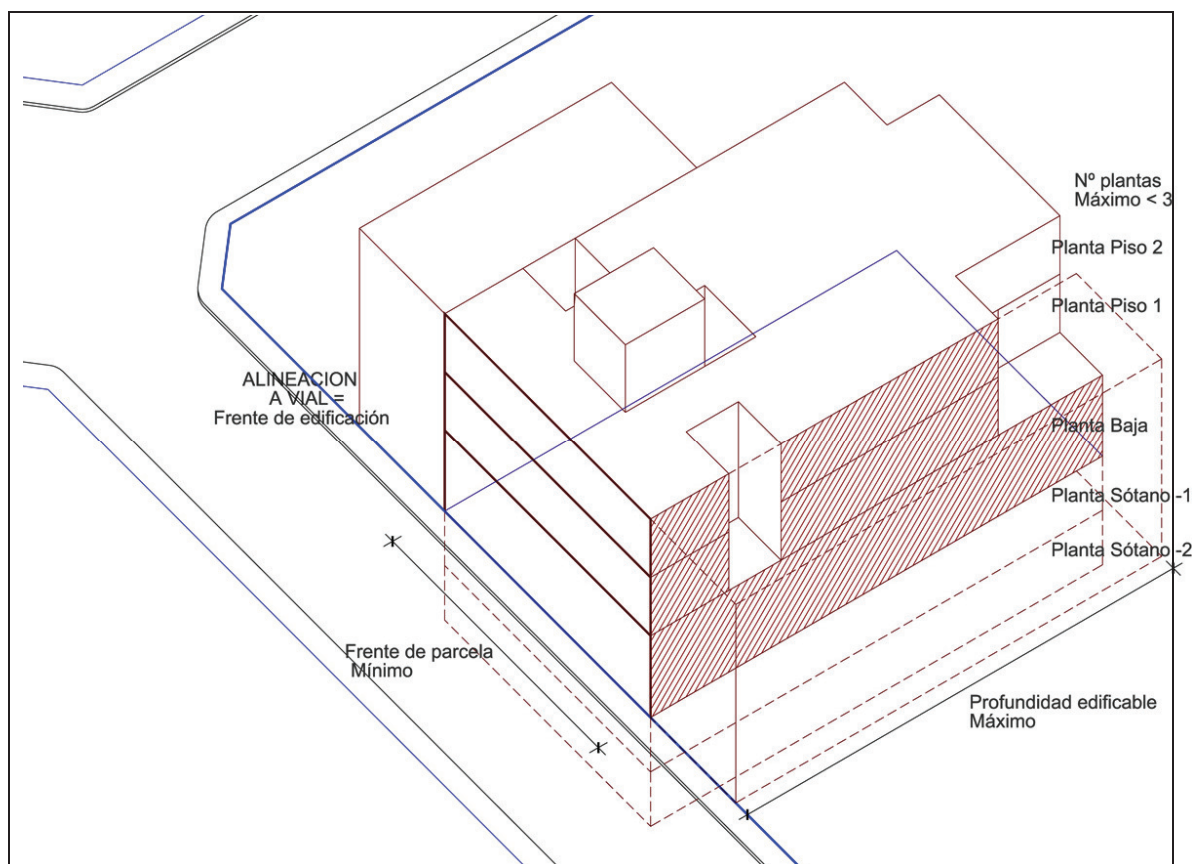 Nº plantas
Máximo < 3
Planta Piso 2
Planta Piso 1
ALINEACION
A VIAL =
Frente de edificación
Planta Baja
Planta Sótano -1
Planta Sótano -2
Frente de parcela
Mínimo
Profundidad edificable
Máximo